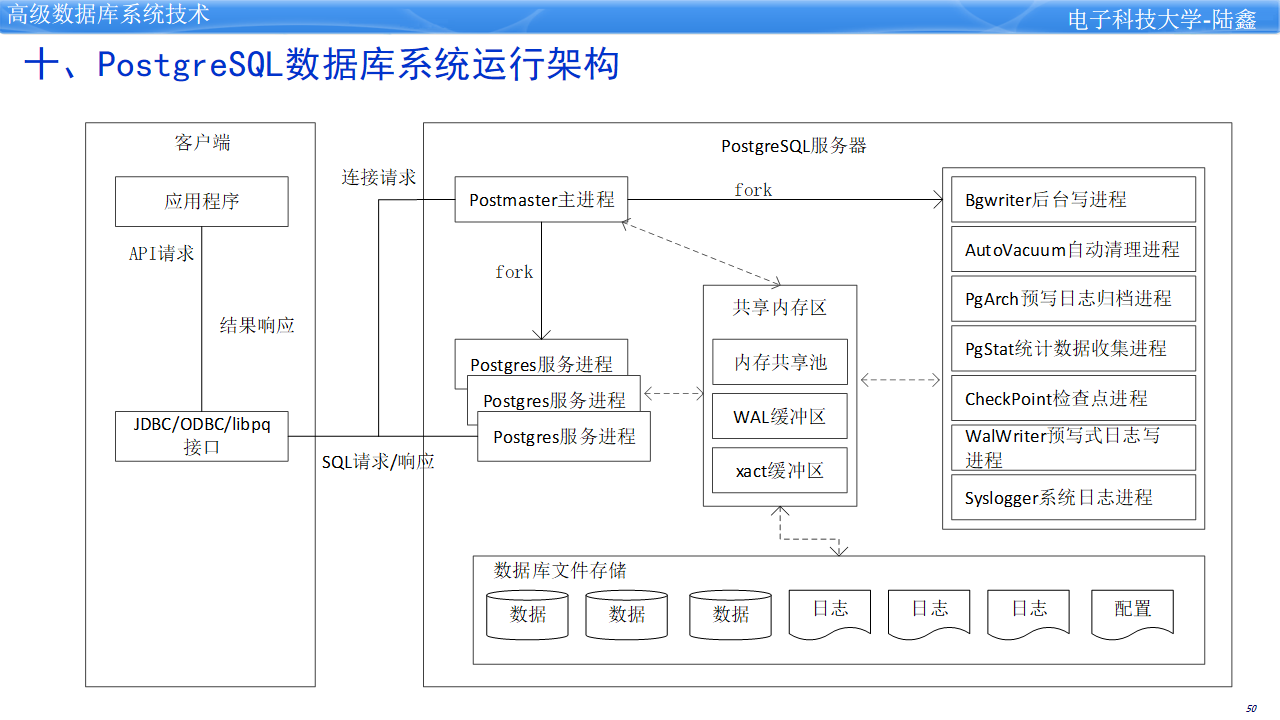 高级数据库系统技术
电子科技大学-陆鑫
十、PostgreSQL数据库系统运行架构
客户端
应用程序
API请求
结果响应
JDBC/ODBC/libpq
接口
连接请求
SQL请求/响应
PostgreSQL服务器
Postmaster主进程
fork
fork
Postgres服务进程
Postgres服务进程
Postgres服务进程
共享内存区
内存共享池
WAL缓冲区
xact缓冲区
Bgwriter后台写进程
AutoVacuum自动清理进程
PgArch预写日志归档进程
PgStat统计数据收集进程
CheckPoint检查点进程
WalWriter预写式日志写
进程
Syslogger系统日志进程
数据库文件存储
数据
数据
数据
日志
日志
日志
配置
50